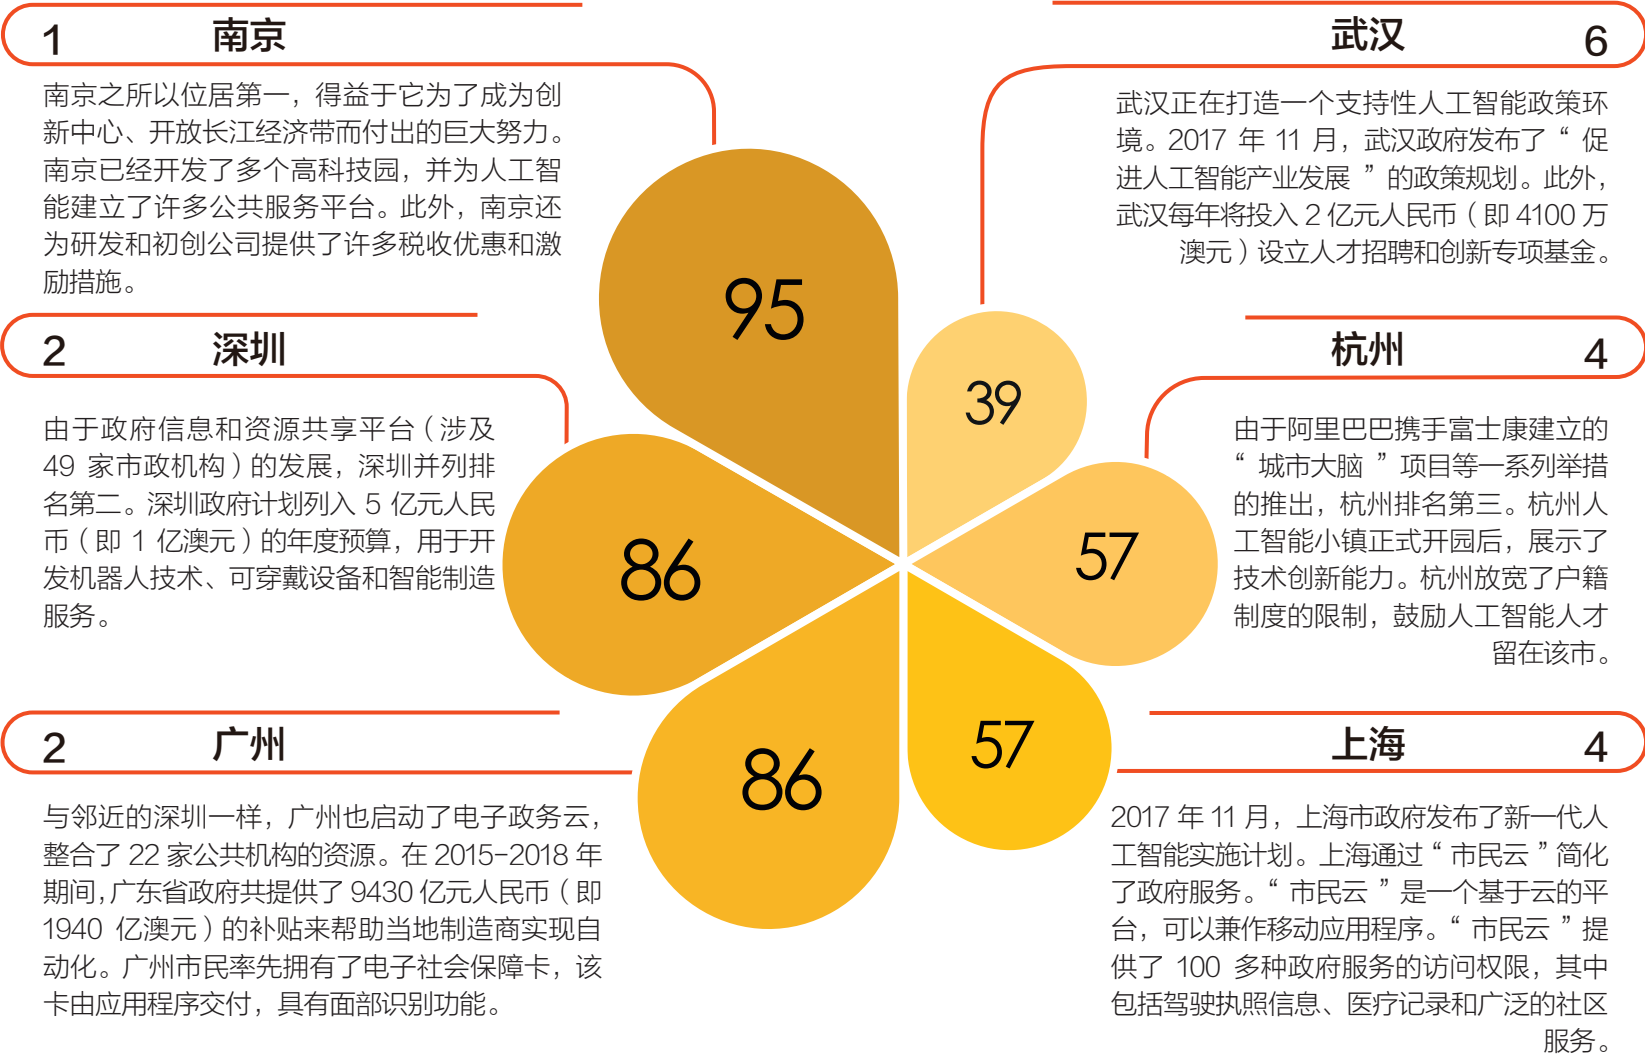 1 南京
南京之所以位居第一，得益于它为了成为创
新中心、开放长江经济带而付出的巨大努力。
南京已经开发了多个高科技园，并为人工智
能建立了许多公共服务平台。此外，南京还
为研发和初创公司提供了许多税收优惠和激
励措施。
2 深圳
由于政府信息和资源共享平台（涉及
49 家市政机构）的发展，深圳并列排
名第二。深圳政府计划列入 5 亿元人民
币（即 1 亿澳元）的年度预算，用于开
发机器人技术、可穿戴设备和智能制造
服务。
2 广州
与邻近的深圳一样，广州也启动了电子政务云，
整合了 22 家公共机构的资源。在 2015-2018 年
期间，广东省政府共提供了 9430 亿元人民币（即
1940 亿澳元）的补贴来帮助当地制造商实现自
动化。广州市民率先拥有了电子社会保障卡，该
卡由应用程序交付，具有面部识别功能。
95
39
86
57
86
57
武汉 6
武汉正在打造一个支持性人工智能政策环
境。2017 年 11 月，武汉政府发布了“ 促
进人工智能产业发展 ”的政策规划。此外，
武汉每年将投入 2 亿元人民币（即 4100 万
澳元）设立人才招聘和创新专项基金。
杭州 4
由于阿里巴巴携手富士康建立的
“ 城市大脑 ”项目等一系列举措
的推出，杭州排名第三。杭州人
工智能小镇正式开园后，展示了
技术创新能力。杭州放宽了户籍
制度的限制，鼓励人工智能人才
留在该市。
上海 4
2017 年 11 月，上海市政府发布了新一代人
工智能实施计划。上海通过“ 市民云 ”简化
了政府服务。“ 市民云 ”是一个基于云的平
台，可以兼作移动应用程序。“ 市民云 ”提
供了 100 多种政府服务的访问权限，其中
包括驾驶执照信息、医疗记录和广泛的社区
服务。